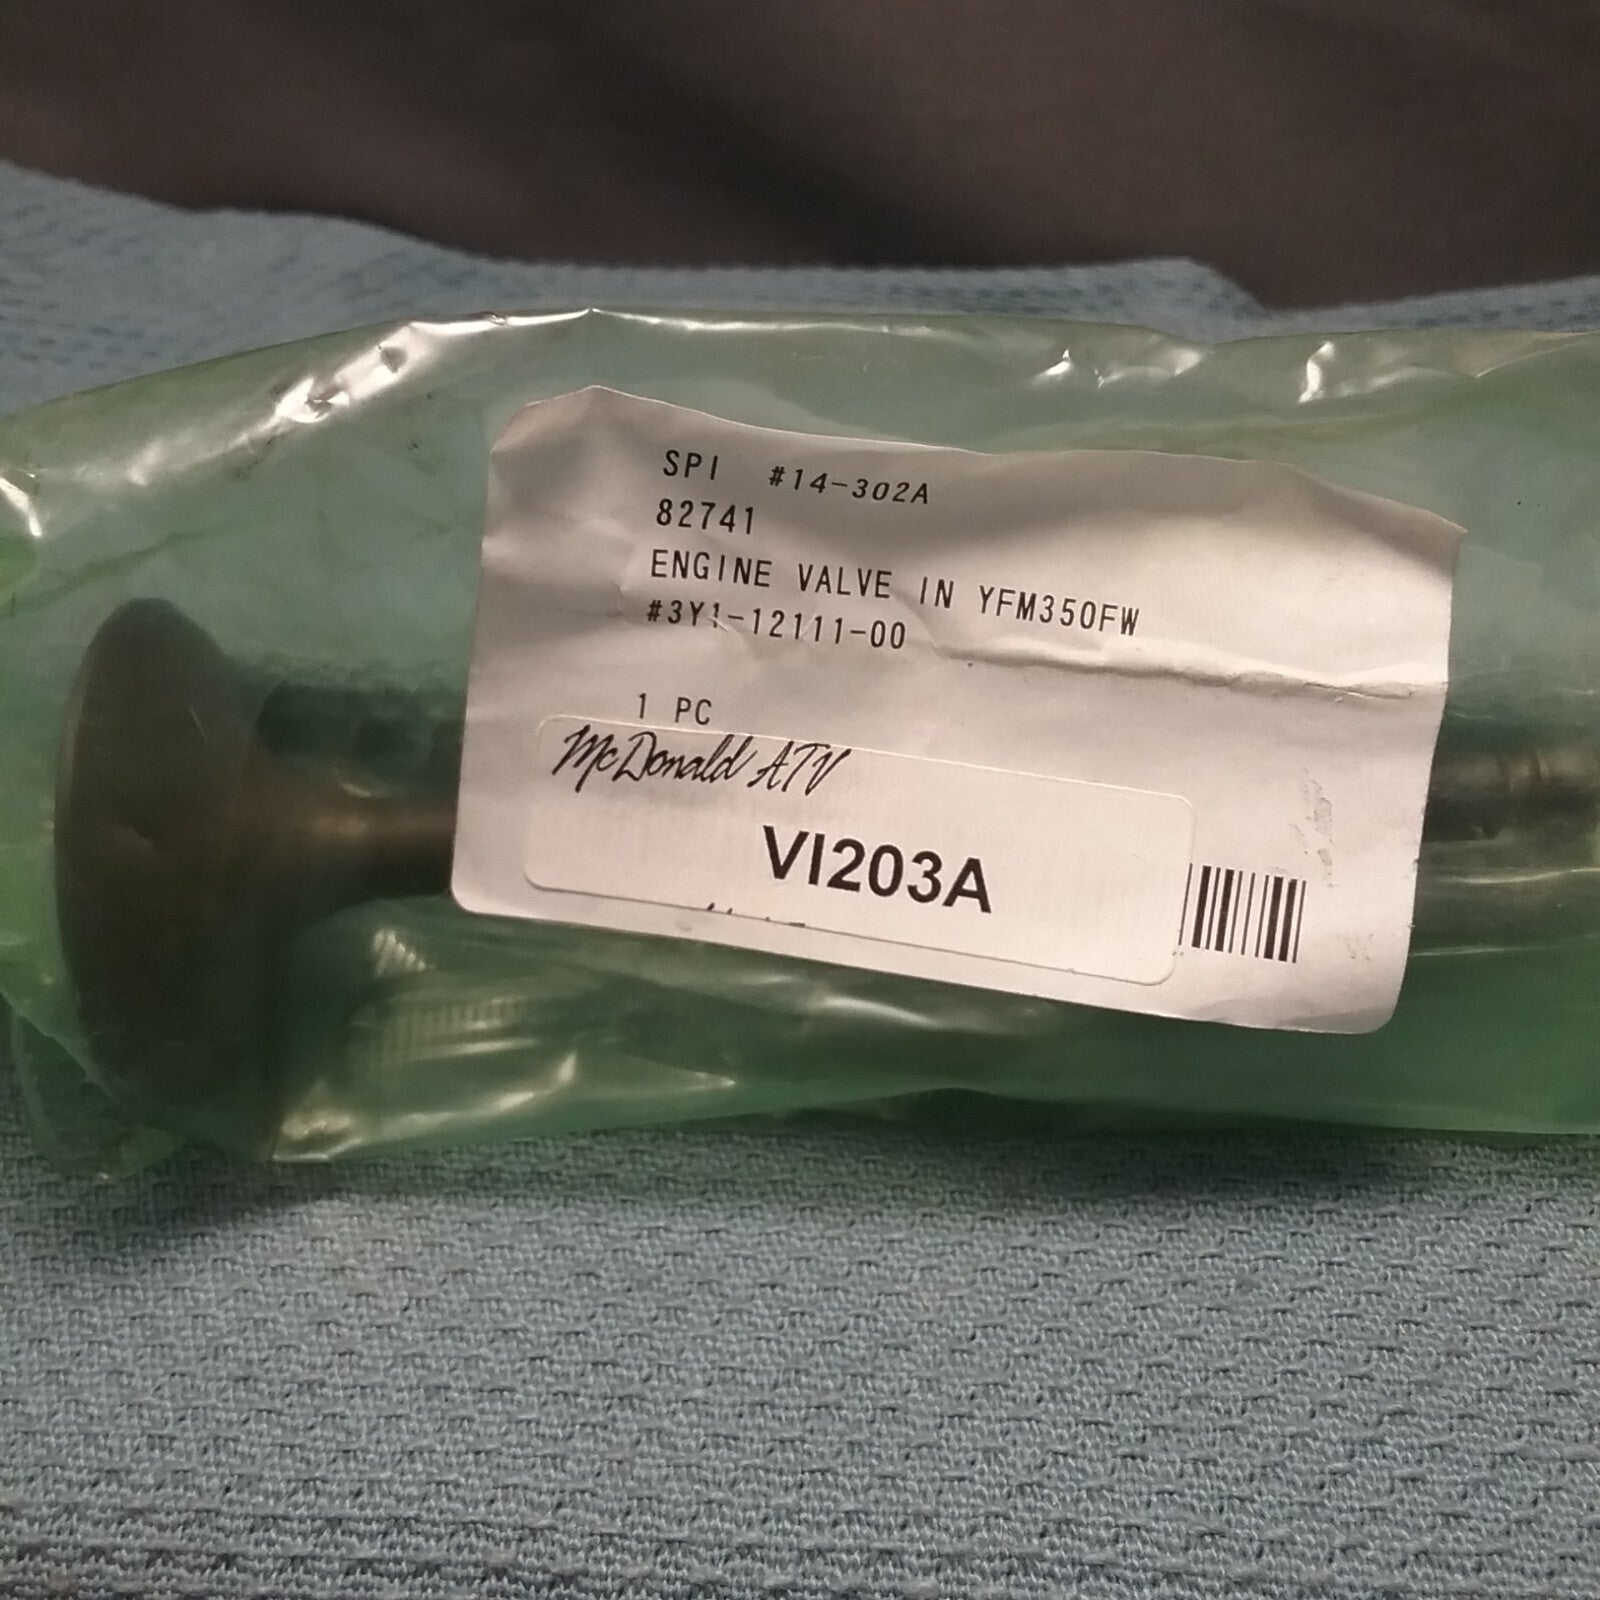 SPI #14-302A
82741
ENGINE VALVE IN YFM350FW
#3Y1-12111-00
1 PC
McDonald ATV
VI203A